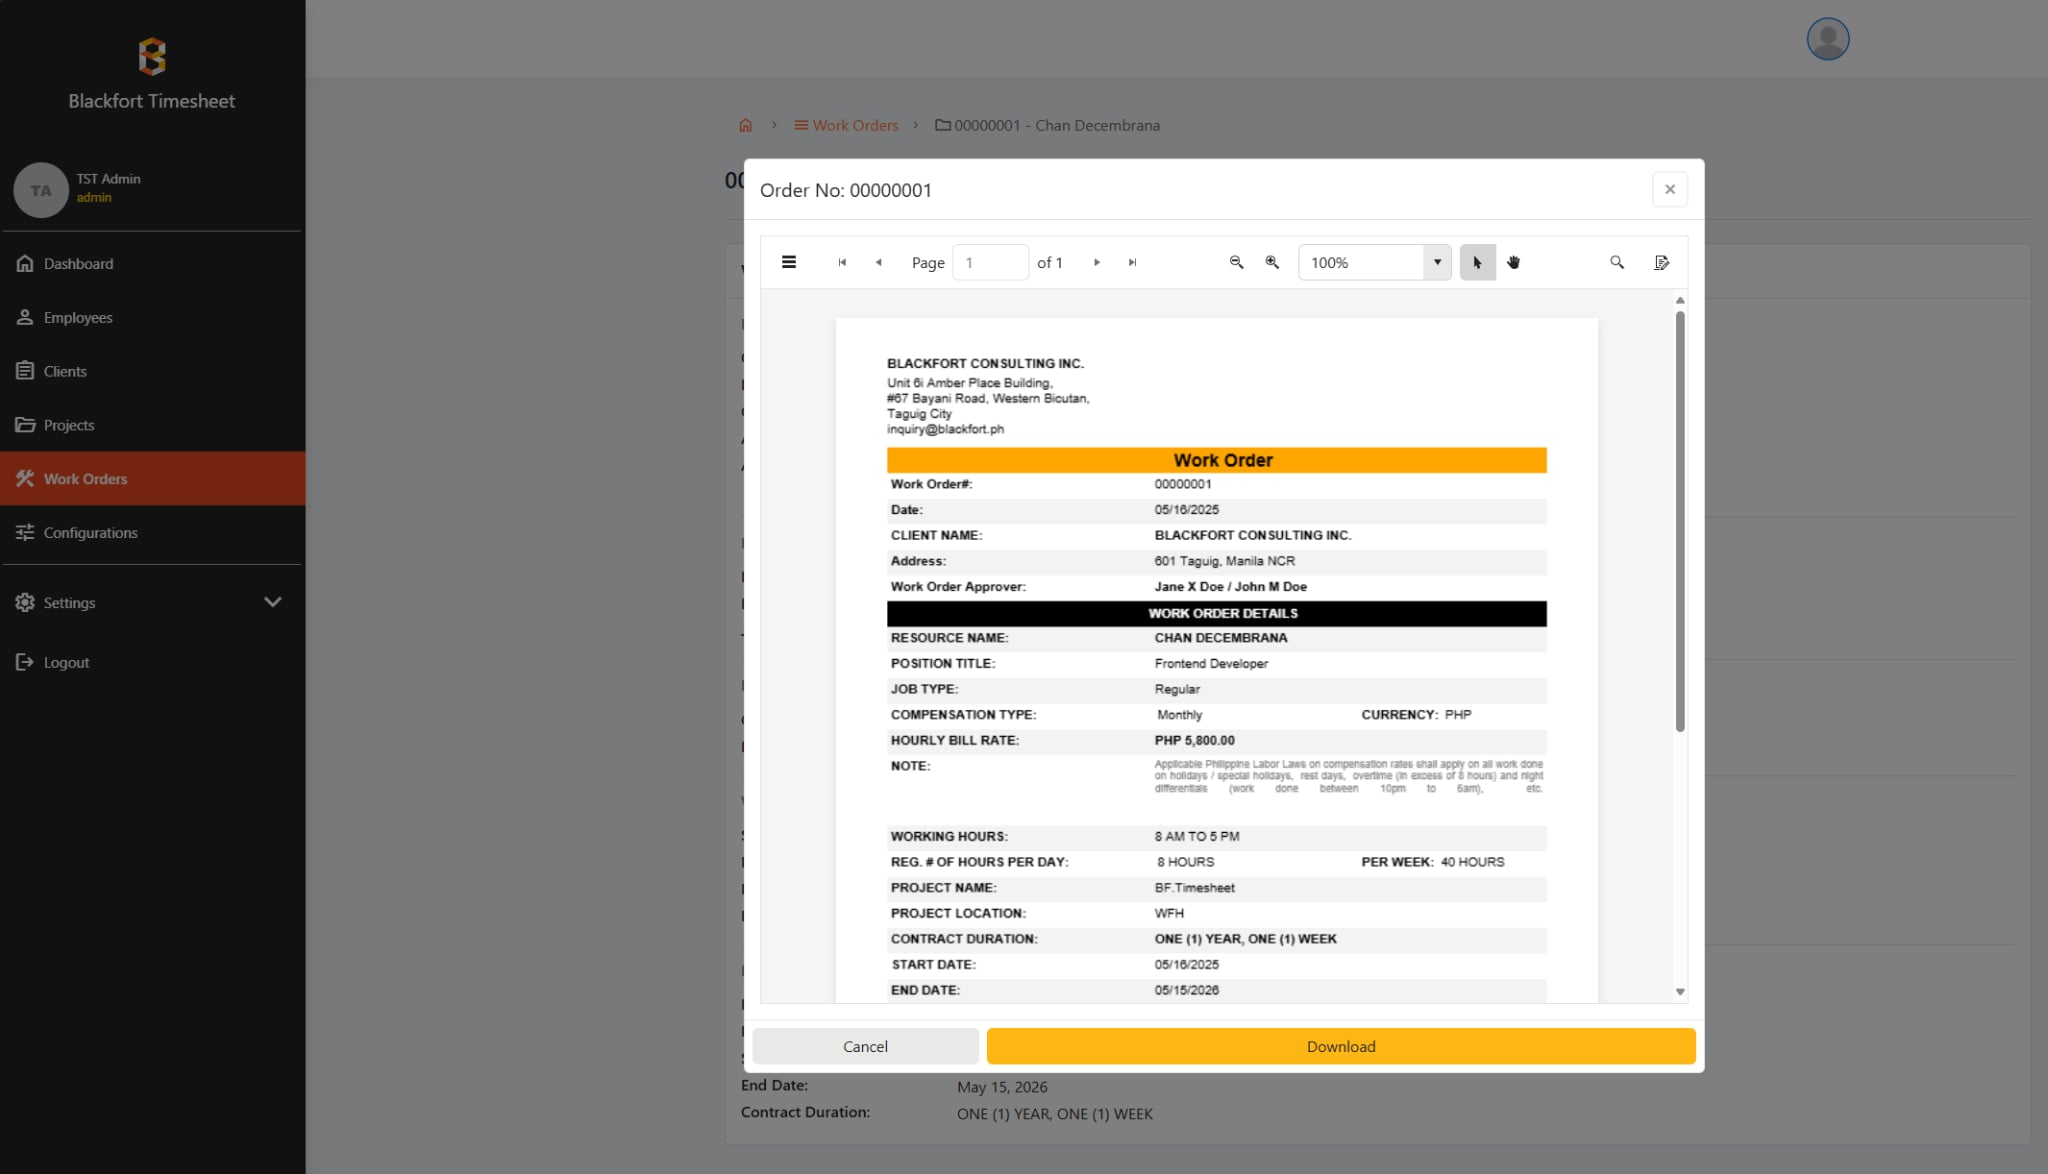 Blackfort Timesheet
TA
TST Admin
admin
Dashboard
Employees
Clients
Projects
Work Orders
Configurations
Settings
Logout
Work Orders
00000001 - Chan Decembrana
Order No: 00000001
Page 1 of 1
100%
BLACKFORT CONSULTING INC.
Unit 6i Amber Place Building,
#67 Bayani Road, Western Bicutan,
Taguig City
inquiry@blackfort.ph
Work Order
Work Order#: 00000001
Date: 05/16/2025
CLIENT NAME: BLACKFORT CONSULTING INC.
Address: 601 Taguig, Manila NCR
Work Order Approver: Jane X Doe / John M Doe
WORK ORDER DETAILS
RESOURCE NAME: CHAN DECEMBRANA
POSITION TITLE: Frontend Developer
JOB TYPE: Regular
COMPENSATION TYPE: Monthly CURRENCY: PHP
HOURLY BILL RATE: PHP 5,800.00
NOTE: Applicable Philippine Labor Laws on compensation rates shall apply on all work done
on holidays / special holidays, rest days, overtime (in excess of 8 hours) and night
differentials (work done between 10pm to 6am), etc.
WORKING HOURS: 8 AM TO 5 PM
REG. # OF HOURS PER DAY: 8 HOURS PER WEEK: 40 HOURS
PROJECT NAME: BF.Timesheet
PROJECT LOCATION: WFH
CONTRACT DURATION: ONE (1) YEAR, ONE (1) WEEK
START DATE: 05/16/2025
END DATE: 05/15/2026
Cancel
Download
End Date: May 15, 2026
Contract Duration: ONE (1) YEAR, ONE (1) WEEK